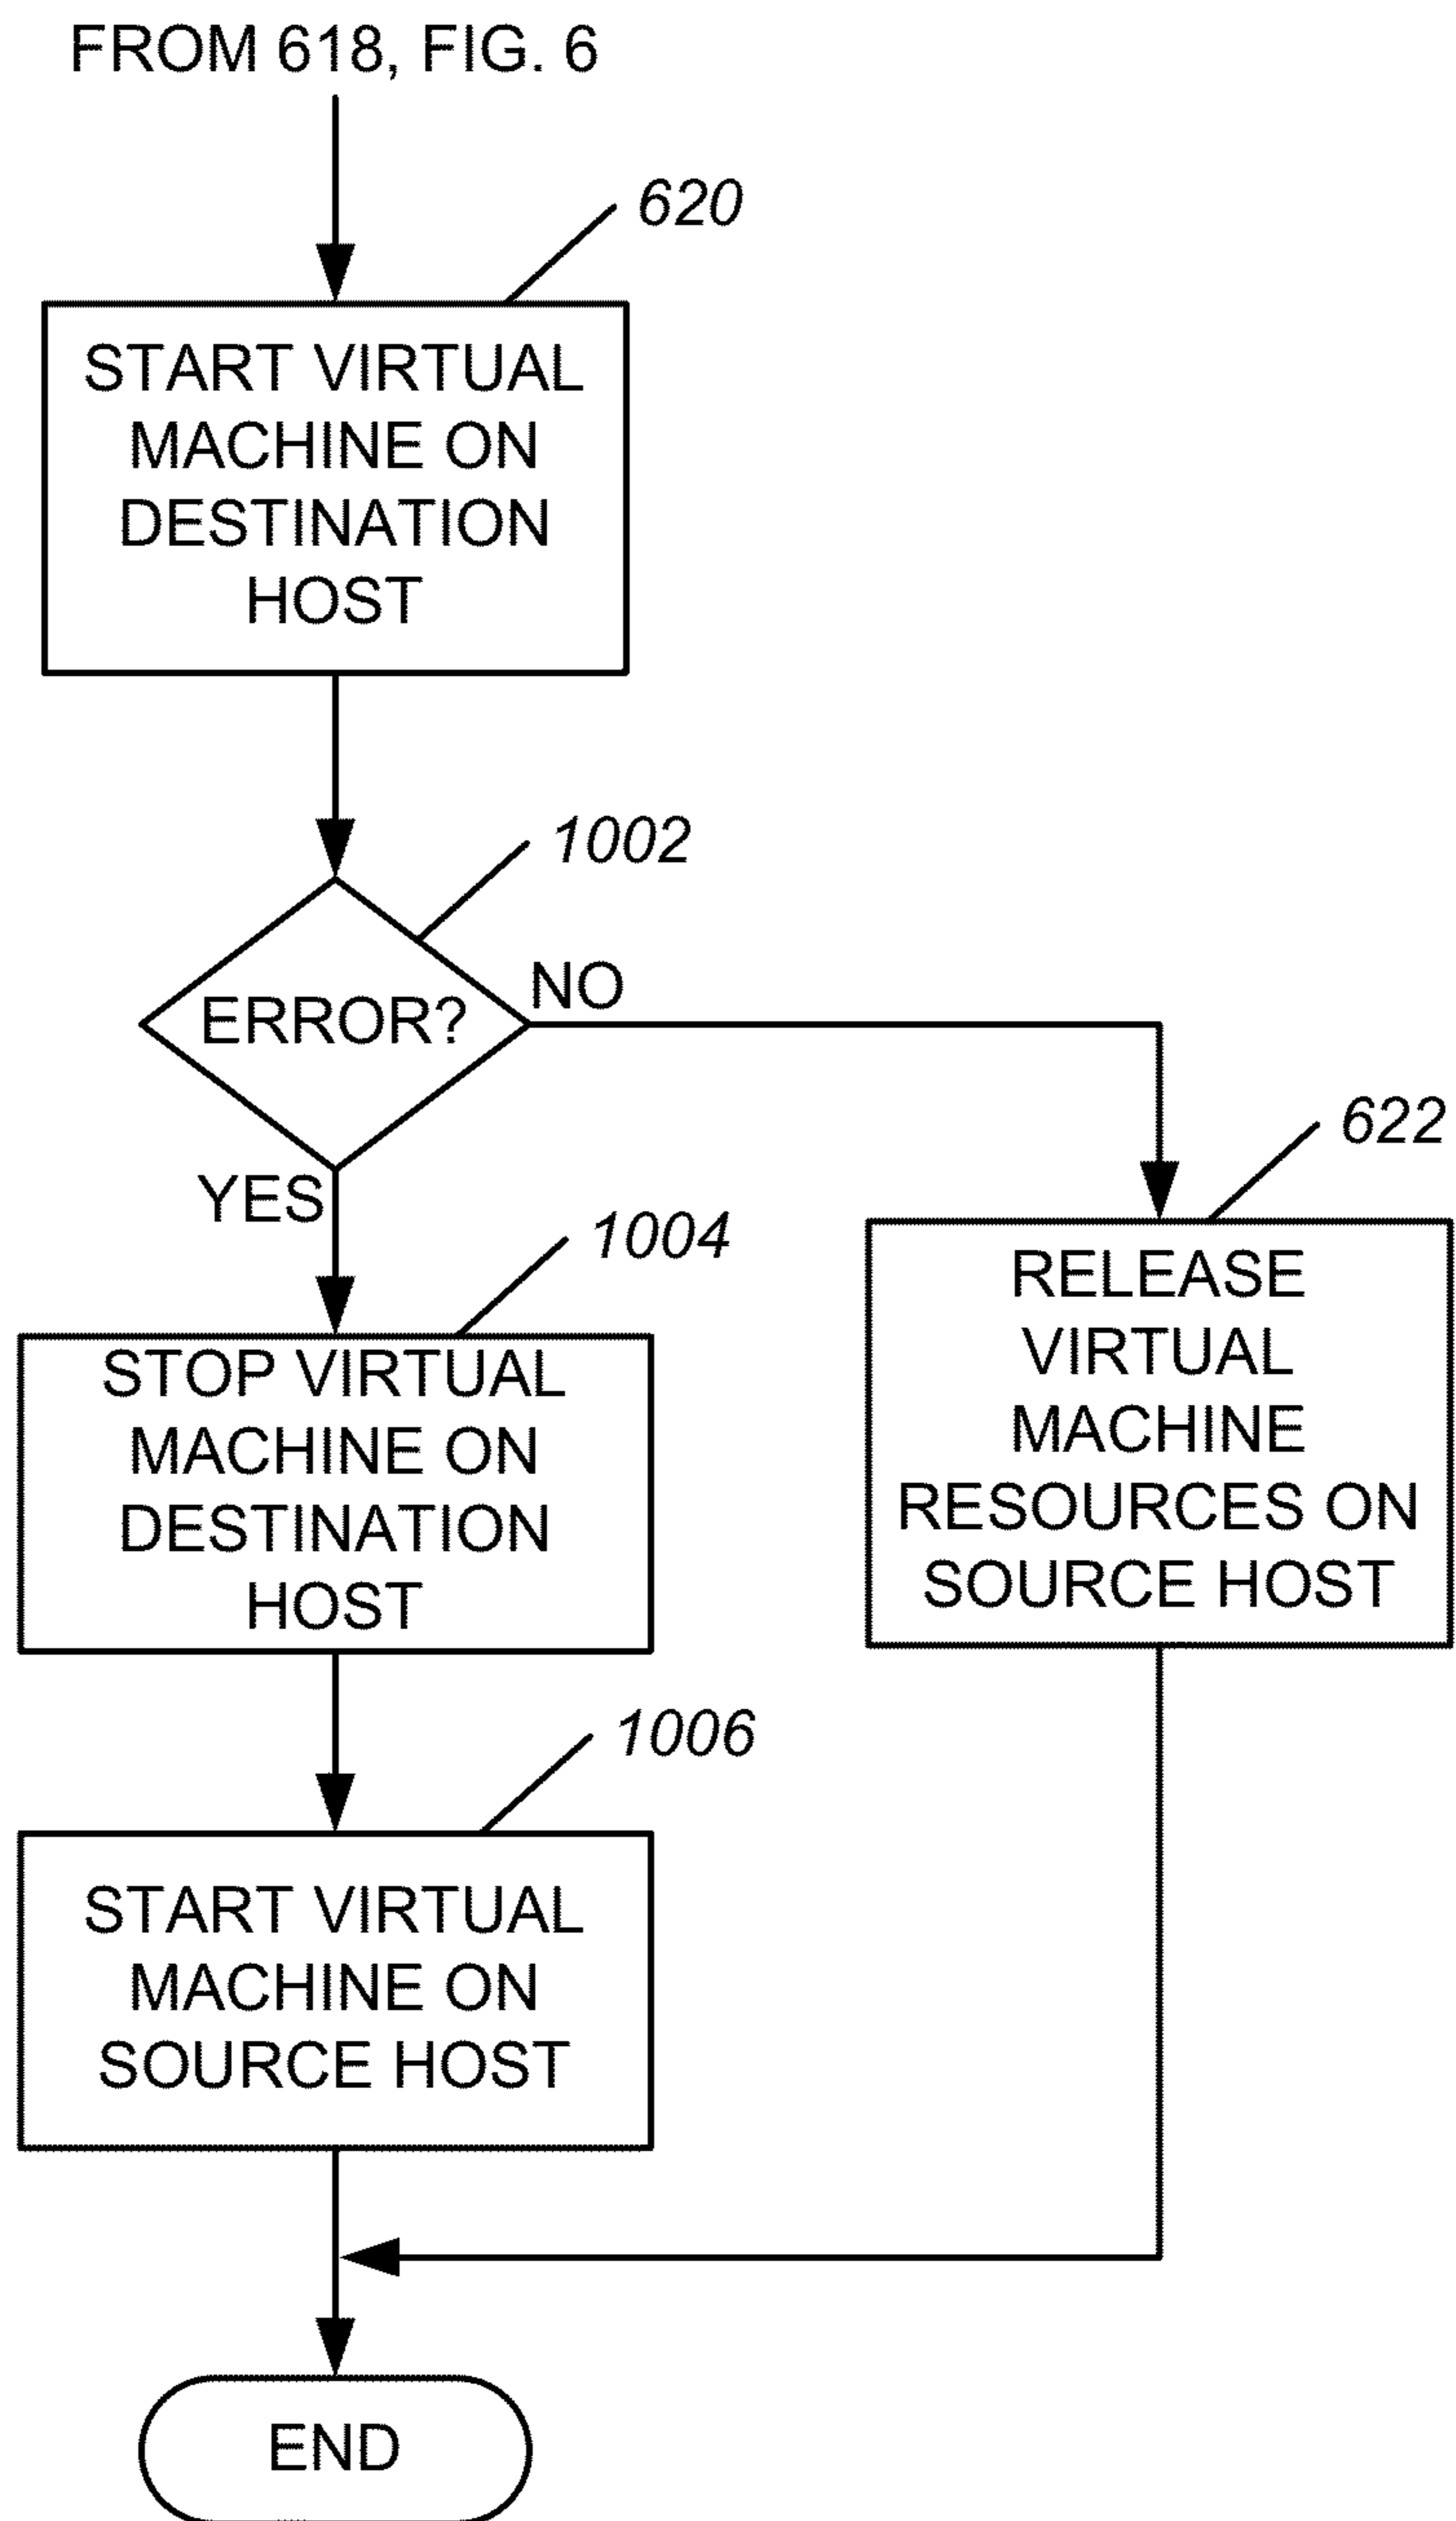 FROM 618, FIG. 6
620
START VIRTUAL
MACHINE ON
DESTINATION
HOST
1002
ERROR?
NO
YES
622
RELEASE
VIRTUAL
MACHINE
RESOURCES ON
SOURCE HOST
1004
STOP VIRTUAL
MACHINE ON
DESTINATION
HOST
1006
START VIRTUAL
MACHINE ON
SOURCE HOST
END